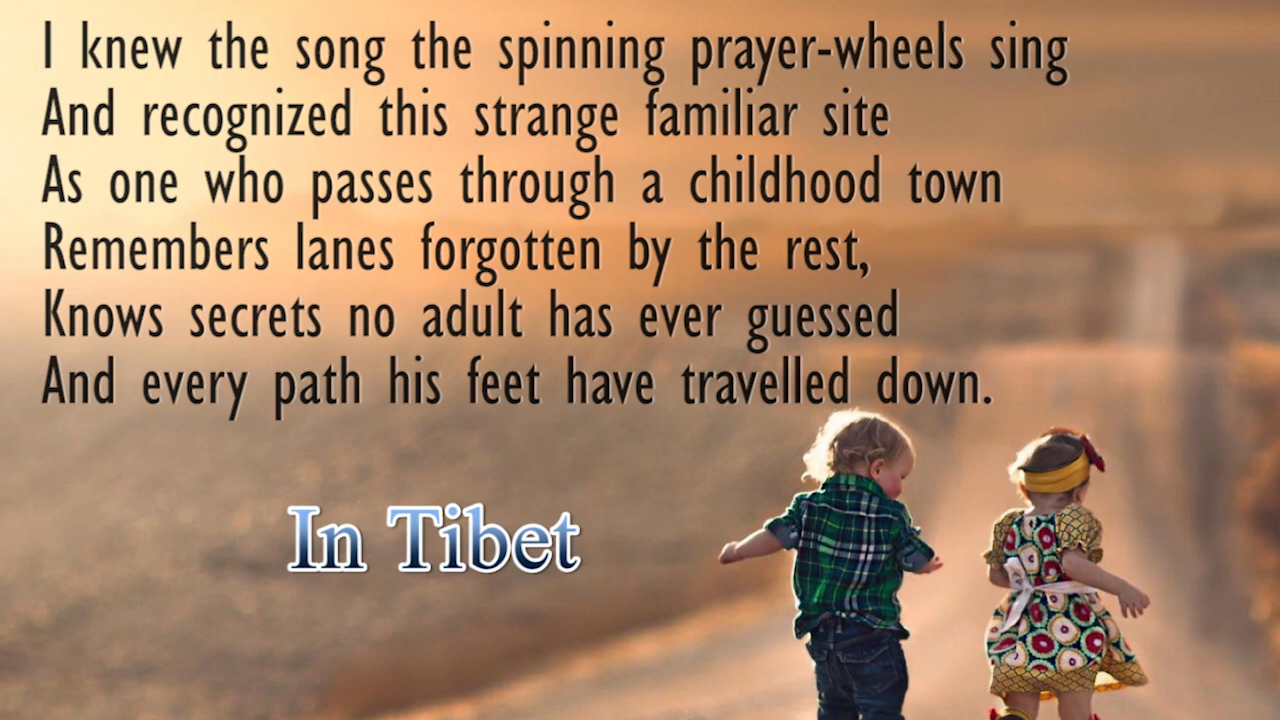 I knew the song the spinning prayer-wheels sing
And recognized this strange familiar site
As one who passes through a childhood town
Remembers lanes forgotten by the rest,
Knows secrets no adult has ever guessed
And every path his feet have travelled down.
In Tibet